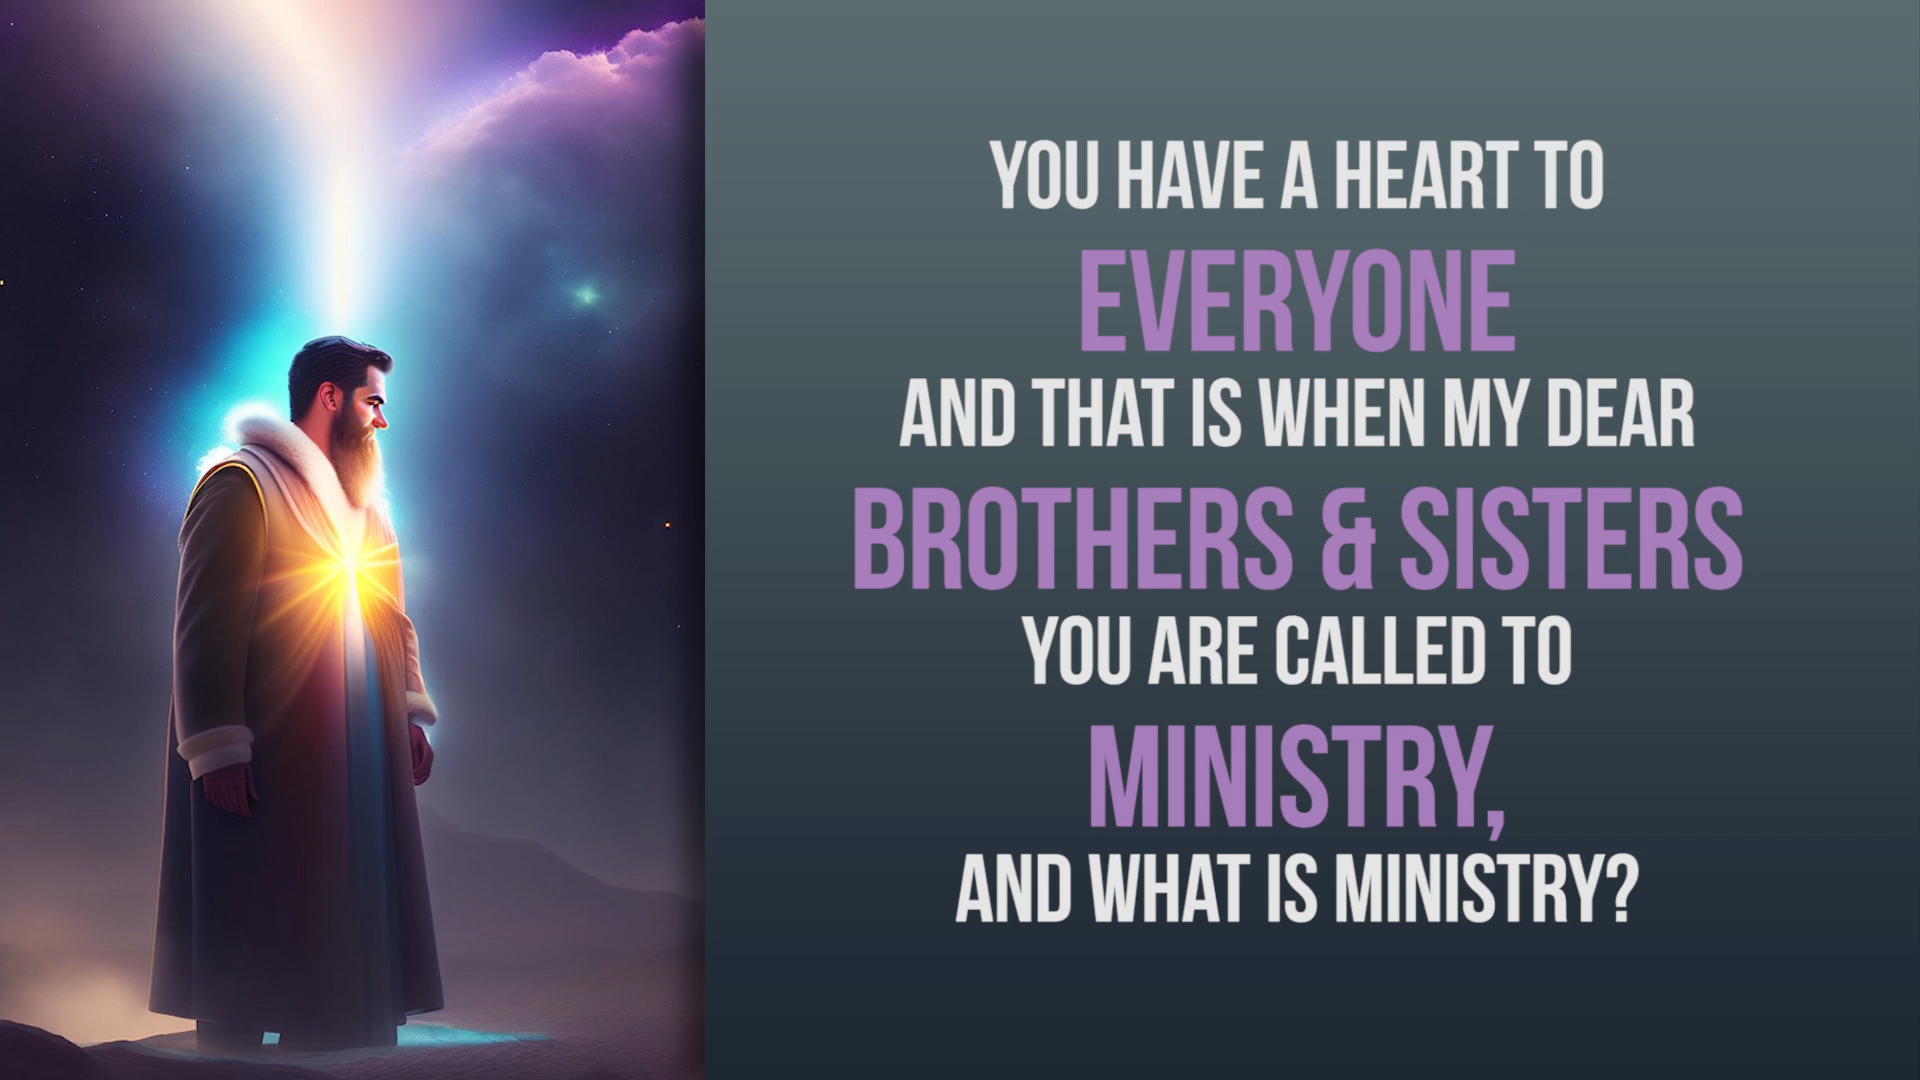 YOU HAVE A HEART TO
EVERYONE
AND THAT IS WHEN MY DEAR
BROTHERS & SISTERS
YOU ARE CALLED TO
MINISTRY,
AND WHAT IS MINISTRY?